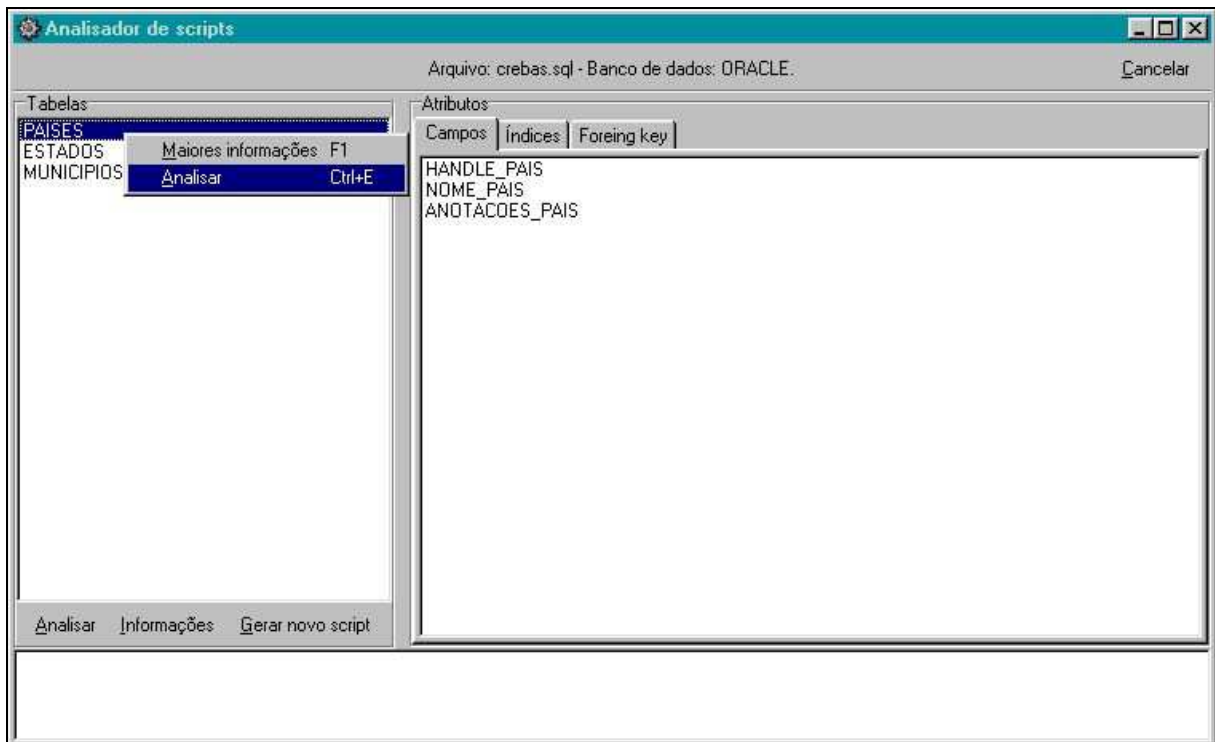 Analisador de scripts
Arquivo: crebas.sql - Banco de dados: ORACLE.
Cancelar
Tabelas
PAISES
ESTADOS
MUNICIPIOS
Maiores informações F1
Analisar Ctrl+E
Atributos
Campos Índices Foreing key
HANDLE_PAIS
NOME_PAIS
ANOTACOES_PAIS
Analisar Informações Gerar novo script